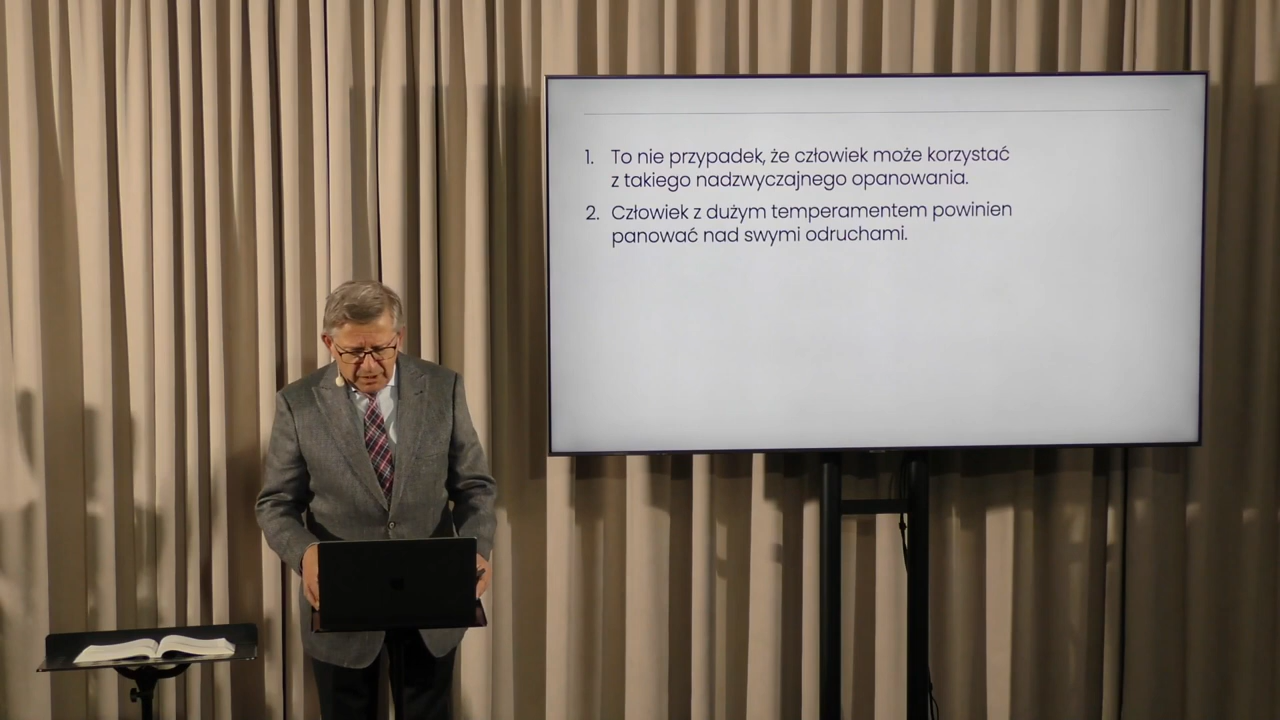 1. To nie przypadek, że człowiek może korzystać
z takiego nadzwyczajnego opanowania.
2. Człowiek z dużym temperamentem powinien
panować nad swymi odruchami.